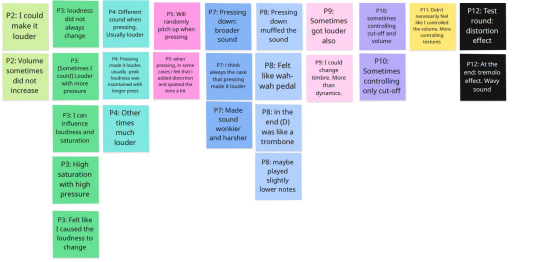 P2: I could
make it
louder
P3: loudness
did not
always
change
P4: Different
sound when
pressing.
Usually louder
P5: Will
randomly
pitch up when
pressing
P7: Pressing
down:
broader
sound
P8: Pressing
down
muffled the
sound
P9:
Sometimes
got louder
also
P10:
sometimes
controlling
cut-off and
volume
P11: Didn't
necessarily feel
like I controlled
the volume. More
controlling
textures
P12: Test
round:
distortion
effect
P2: Volume
sometimes
did not
increase
P3:
[Sometimes I
could] Louder
with more
pressure
P4: Pressing
made it louder
usually. peak
loudness was
maintained with
longer press
P5: when
pressing, in some
cases i felt that I
added distortion
and quieted the
tone a bit
P7: I think
always the case
that pressing
made it louder
P8: Felt
like wah-
wah pedal
P9: I could
change
timbre. More
than
dynamics.
P10:
Sometimes
controlling
only cut-off
P12: At the
end: tremolo
effect. Wavy
sound
P3: I can
influence
loudness and
saturation
P4: Other
times
much
louder
P7: Made
sound
wonkier
and harsher
P8: in the
end (D)
was like a
trombone
P3: High
saturation
with high
pressure
P8: maybe
played
slightly
lower notes
P3: Felt like
I caused the
loudness to
change